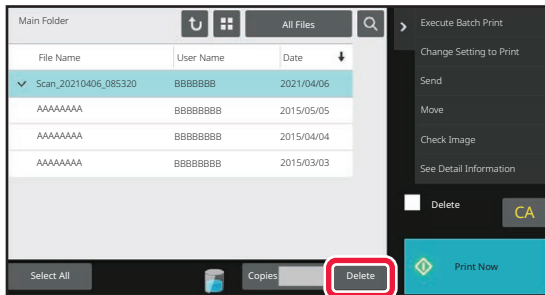 Main Folder
All Files
File Name User Name Date
Scan_20210406_085320 BBBBBBB 2021/04/06
AAAAAAAA BBBBBBBB 2015/05/05
AAAAAAAA BBBBBBBB 2015/04/04
AAAAAAAA BBBBBBBB 2015/03/03
Select All
Copies
Delete
Execute Batch Print
Change Setting to Print
Send
Move
Check Image
See Detail Information
Delete
CA
Print Now